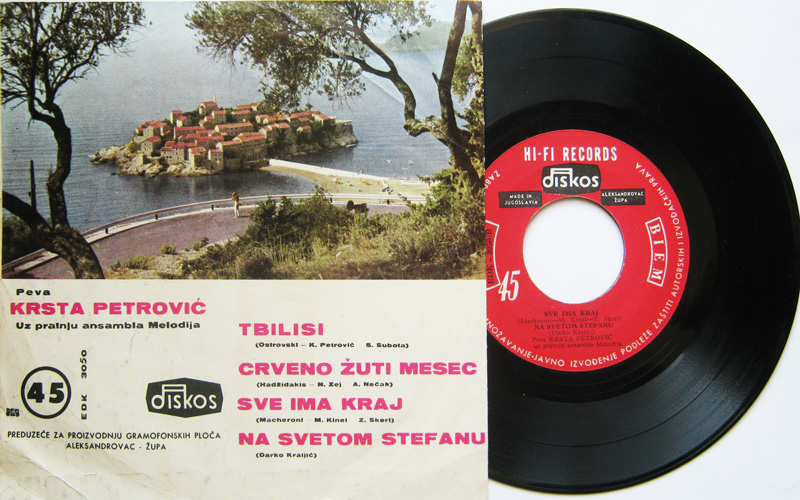 Peva
KRSTA PETROVIĆ
Uz pratnju ansambla Melodija
TBILISI
(Ostrovski - K. Petrović S. Subota)
CRVENO ŽUTI MESEC
(Hadžidakis - N. Zej A. Nečak)
SVE IMA KRAJ
(Macheroni - M. Kinel Z. Skerl)
NA SVETOM STEFANU
(Darko Kraljić)
45
EDK 3050
DISKOS
PREDUZEĆE ZA PROIZVODNJU GRAMOFONSKIH PLOČA
ALEKSANDROVAC - ŽUPA
HI-FI RECORDS
DISKOS
MADE IN
JUGOSLAVIA
ALEKSANDROVAC
ŽUPA
BIEM
45
SVE IMA KRAJ
(Macheroni—M. Kinel—Z. Skerl)
NA SVETOM STEFANU
(Darko Kraljić)
Peva KRSTA PETROVIĆ
uz pratnju ansambla Melodija
JAVNO IZVOĐENJE PODLEŽE ZAŠTITI AUTORSKIH I IZVOĐAČKIH PRAVA